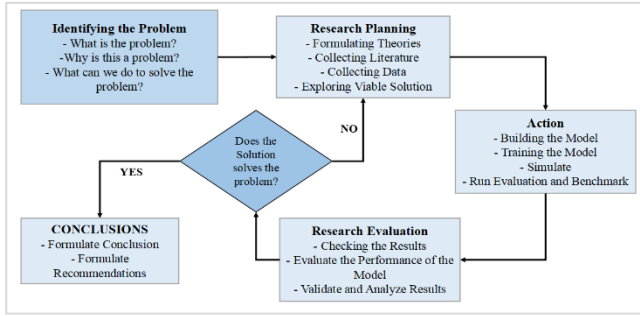 Identifying the Problem
- What is the problem?
- Why is this a problem?
- What can we do to solve the
problem?
Research Planning
- Formulating Theories
- Collecting Literature
- Collecting Data
- Exploring Viable Solution
Action
- Building the Model
- Training the Model
- Simulate
- Run Evaluation and Benchmark
Research Evaluation
- Checking the Results
- Evaluate the Performance of the
Model
- Validate and Analyze Results
Does the
Solution
solves the
problem?
NO
YES
CONCLUSIONS
- Formulate Conclusion
- Formulate
Recommendations